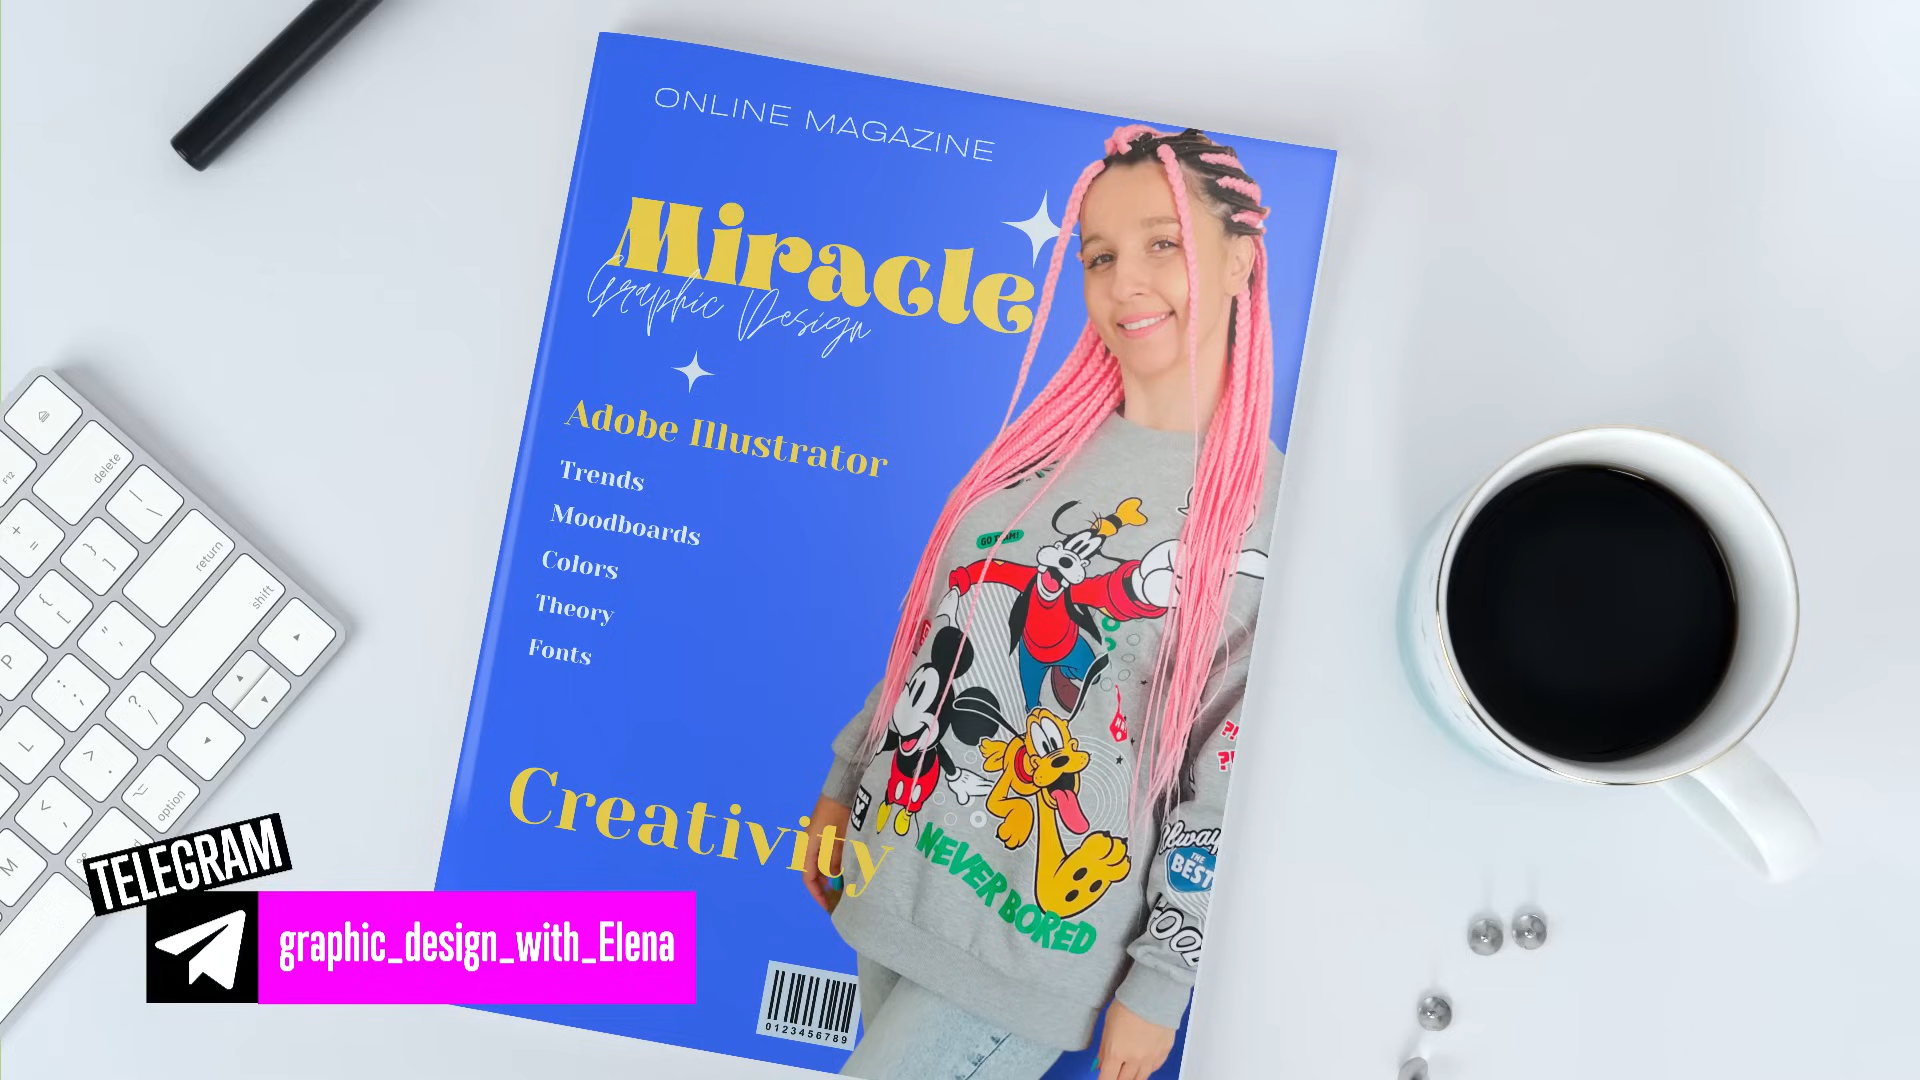 ONLINE MAGAZINE
Miracle
Graphic Design
Adobe Illustrator
Trends
Moodboards
Colors
Theory
Fonts
Creativity
0123456789
GO TEAM!
NEVER BORED
Always
THE
BEST
?!
?!
TELEGRAM
graphic_design_with_Elena
F12
delete
+
=
|
\
}
]
return
{
[
"
'
shift
P
:
;
?
/
L
>
.
<
,
option
M